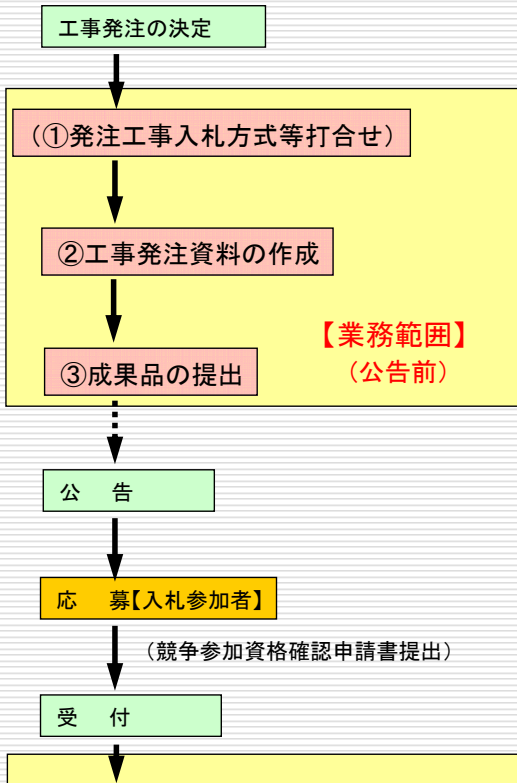 工事発注の決定
(①発注工事入札方式等打合せ)
②工事発注資料の作成
【業務範囲】
(公告前)
③成果品の提出
公　告
応　募【入札参加者】
(競争参加資格確認申請書提出)
受　付